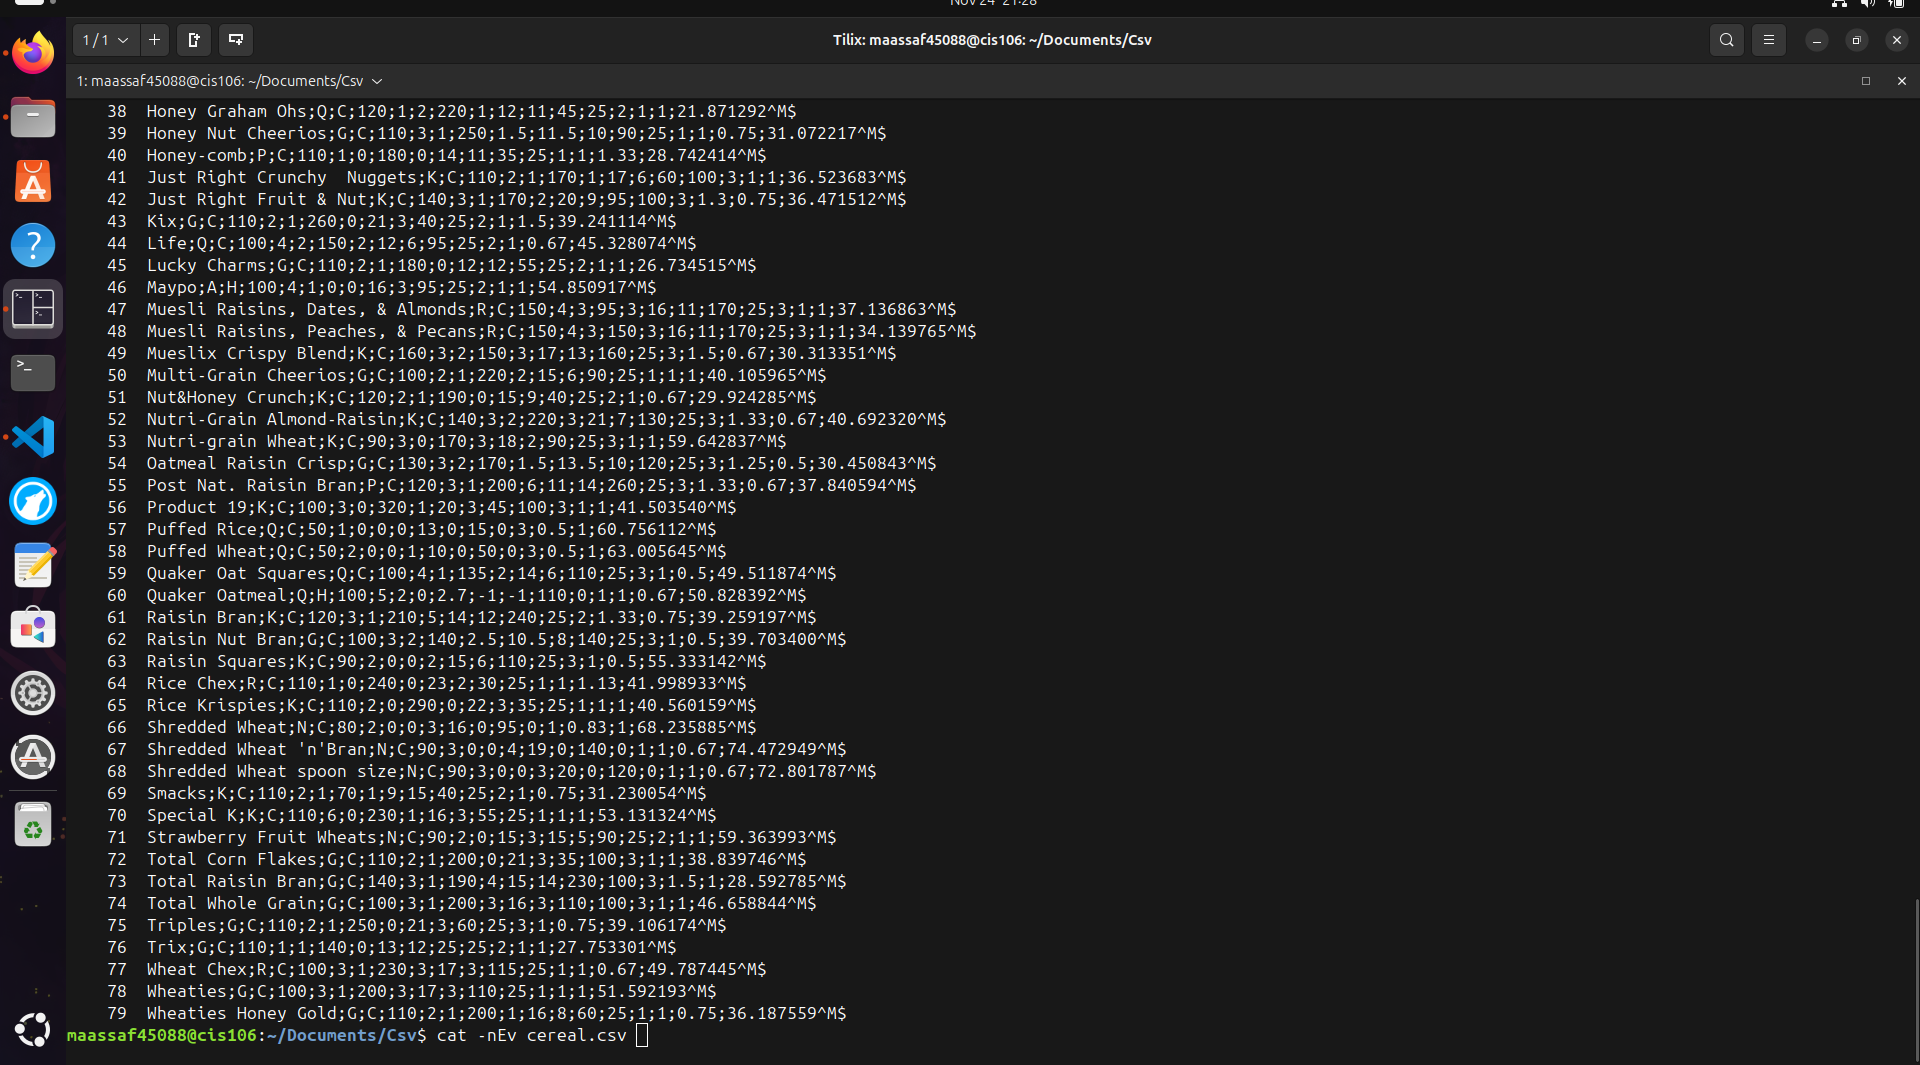 Nov 24 21:28
1 / 1
Tilix: maassaf45088@cis106: ~/Documents/Csv
1: maassaf45088@cis106: ~/Documents/Csv
38 Honey Graham Ohs;Q;C;120;1;2;220;1;12;11;45;25;2;1;1;21.871292^M$
39 Honey Nut Cheerios;G;C;110;3;1;250;1.5;11.5;10;90;25;1;1;0.75;31.072217^M$
40 Honey-comb;P;C;110;1;0;180;0;14;11;35;25;1;1;1.33;28.742414^M$
41 Just Right Crunchy  Nuggets;K;C;110;2;1;170;1;17;6;60;100;3;1;1;36.523683^M$
42 Just Right Fruit & Nut;K;C;140;3;1;170;2;20;9;95;100;3;1.3;0.75;36.471512^M$
43 Kix;G;C;110;2;1;260;0;21;3;40;25;2;1;1.5;39.241114^M$
44 Life;Q;C;100;4;2;150;2;12;6;95;25;2;1;0.67;45.328074^M$
45 Lucky Charms;G;C;110;2;1;180;0;12;12;55;25;2;1;1;26.734515^M$
46 Maypo;A;H;100;4;1;0;0;16;3;95;25;2;1;1;54.850917^M$
47 Muesli Raisins, Dates, & Almonds;R;C;150;4;3;95;3;16;11;170;25;3;1;1;37.136863^M$
48 Muesli Raisins, Peaches, & Pecans;R;C;150;4;3;150;3;16;11;170;25;3;1;1;34.139765^M$
49 Mueslix Crispy Blend;K;C;160;3;2;150;3;17;13;160;25;3;1.5;0.67;30.313351^M$
50 Multi-Grain Cheerios;G;C;100;2;1;220;2;15;6;90;25;1;1;1;40.105965^M$
51 Nut&Honey Crunch;K;C;120;2;1;190;0;15;9;40;25;2;1;0.67;29.924285^M$
52 Nutri-Grain Almond-Raisin;K;C;140;3;2;220;3;21;7;130;25;3;1.33;0.67;40.692320^M$
53 Nutri-grain Wheat;K;C;90;3;0;170;3;18;2;90;25;3;1;1;59.642837^M$
54 Oatmeal Raisin Crisp;G;C;130;3;2;170;1.5;13.5;10;120;25;3;1.25;0.5;30.450843^M$
55 Post Nat. Raisin Bran;P;C;120;3;1;200;6;11;14;260;25;3;1.33;0.67;37.840594^M$
56 Product 19;K;C;100;3;0;320;1;20;3;45;100;3;1;1;41.503540^M$
57 Puffed Rice;Q;C;50;1;0;0;0;13;0;15;0;3;0.5;1;60.756112^M$
58 Puffed Wheat;Q;C;50;2;0;0;1;10;0;50;0;3;0.5;1;63.005645^M$
59 Quaker Oat Squares;Q;C;100;4;1;135;2;14;6;110;25;3;1;0.5;49.511874^M$
60 Quaker Oatmeal;Q;H;100;5;2;0;2.7;-1;-1;110;0;1;1;0.67;50.828392^M$
61 Raisin Bran;K;C;120;3;1;210;5;14;12;240;25;2;1.33;0.75;39.259197^M$
62 Raisin Nut Bran;G;C;100;3;2;140;2.5;10.5;8;140;25;3;1;0.5;39.703400^M$
63 Raisin Squares;K;C;90;2;0;0;2;15;6;110;25;3;1;0.5;55.333142^M$
64 Rice Chex;R;C;110;1;0;240;0;23;2;30;25;1;1;1.13;41.998933^M$
65 Rice Krispies;K;C;110;2;0;290;0;22;3;35;25;1;1;1;40.560159^M$
66 Shredded Wheat;N;C;80;2;0;0;3;16;0;95;0;1;0.83;1;68.235885^M$
67 Shredded Wheat 'n'Bran;N;C;90;3;0;0;4;19;0;140;0;1;1;0.67;74.472949^M$
68 Shredded Wheat spoon size;N;C;90;3;0;0;3;20;0;120;0;1;1;0.67;72.801787^M$
69 Smacks;K;C;110;2;1;70;1;9;15;40;25;2;1;0.75;31.230054^M$
70 Special K;K;C;110;6;0;230;1;16;3;55;25;1;1;1;53.131324^M$
71 Strawberry Fruit Wheats;N;C;90;2;0;15;3;15;5;90;25;2;1;1;59.363993^M$
72 Total Corn Flakes;G;C;110;2;1;200;0;21;3;35;100;3;1;1;38.839746^M$
73 Total Raisin Bran;G;C;140;3;1;190;4;15;14;230;100;3;1.5;1;28.592785^M$
74 Total Whole Grain;G;C;100;3;1;200;3;16;3;110;100;3;1;1;46.658844^M$
75 Triples;G;C;110;2;1;250;0;21;3;60;25;3;1;0.75;39.106174^M$
76 Trix;G;C;110;1;1;140;0;13;12;25;25;2;1;1;27.753301^M$
77 Wheat Chex;R;C;100;3;1;230;3;17;3;115;25;1;1;0.67;49.787445^M$
78 Wheaties;G;C;100;3;1;200;3;17;3;110;25;1;1;1;51.592193^M$
79 Wheaties Honey Gold;G;C;110;2;1;200;1;16;8;60;25;1;1;0.75;36.187559^M$
maassaf45088@cis106:~/Documents/Csv$ cat -nEv cereal.csv